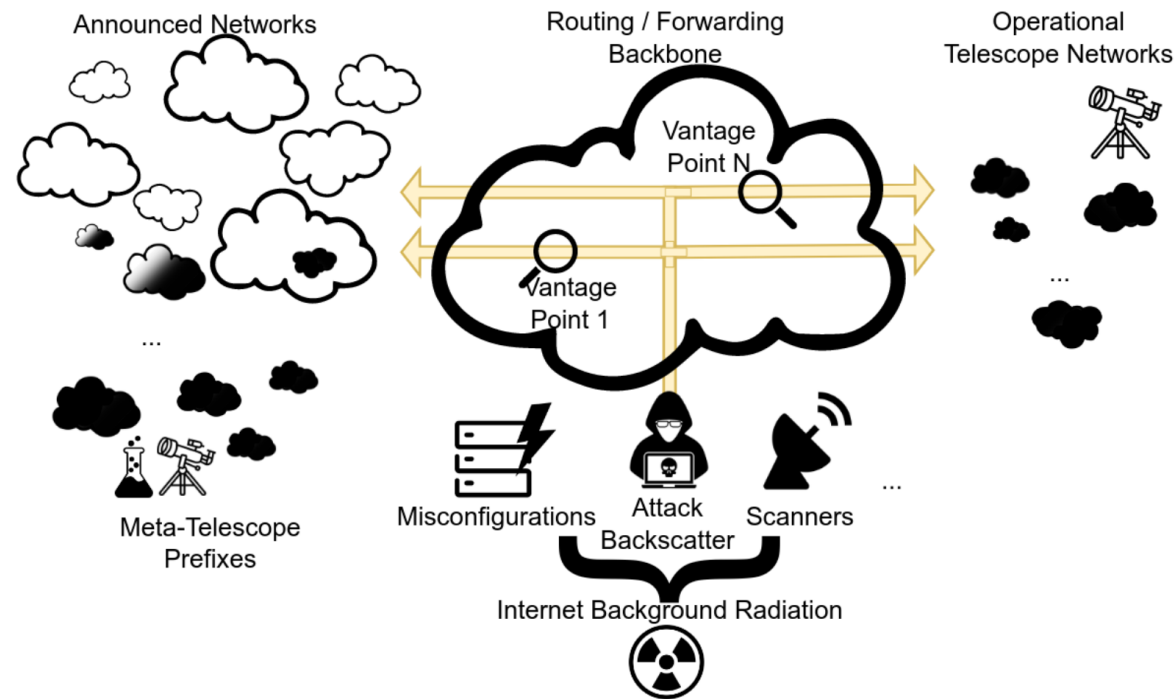 Announced Networks
Routing / Forwarding
Backbone
Operational
Telescope Networks
Vantage
Point N
Vantage
Point 1
...
...
Meta-Telescope
Prefixes
Misconfigurations
Attack
Backscatter
Scanners
...
Internet Background Radiation